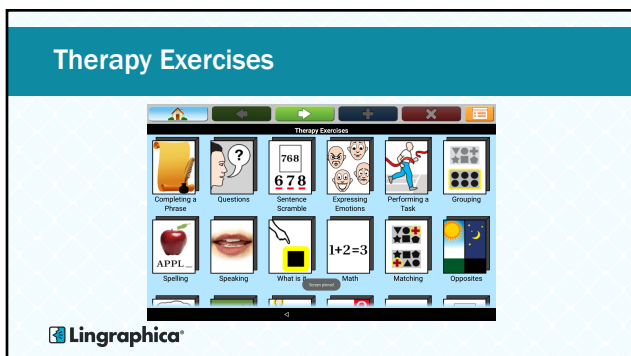 Therapy Exercises
Therapy Exercises
?
768
678
Completing a Phrase
Questions
Sentence Scramble
Expressing Emotions
Performing a Task
Grouping
APPL_
1+2=3
Spelling
Speaking
What is it
Math
Matching
Opposites
Screen pinned
Lingraphica®